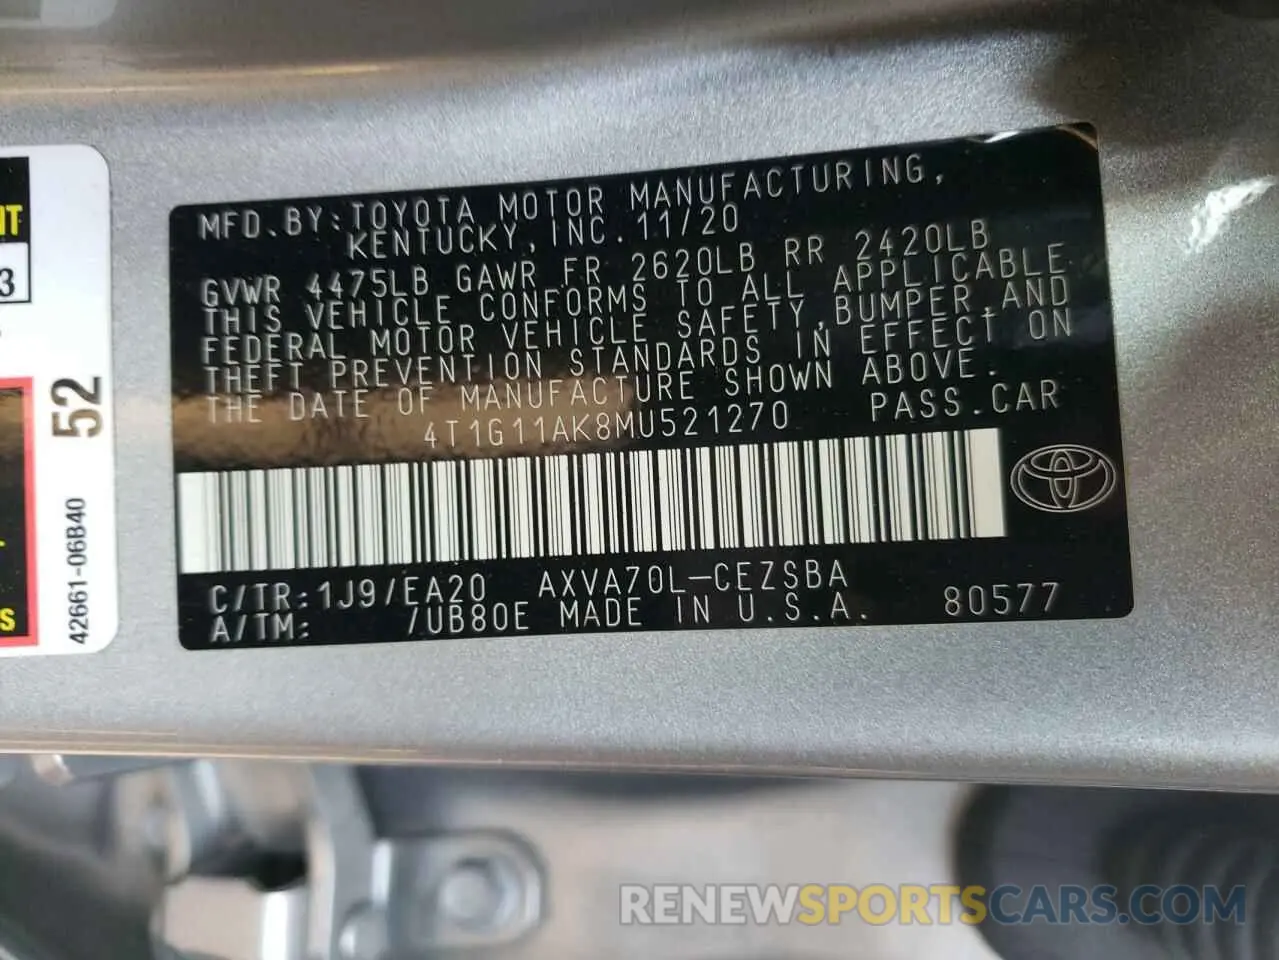 MFD.BY:TOYOTA MOTOR MANUFACTURING,
KENTUCKY,INC. 11/20
GVWR 4475LB GAWR FR 2620LB RR 2420LB
THIS VEHICLE CONFORMS TO ALL APPLICABLE
FEDERAL MOTOR VEHICLE SAFETY,BUMPER,AND
THEFT PREVENTION STANDARDS IN EFFECT ON
THE DATE OF MANUFACTURE SHOWN ABOVE.
4T1G11AK8MU521270 PASS.CAR
C/TR:1J9/EA20 AXVA70L-CEZSBA
A/TM: /UB80E MADE IN U.S.A. 80577
3
52
42661-06B40
RENEWSPORTSCARS.COM